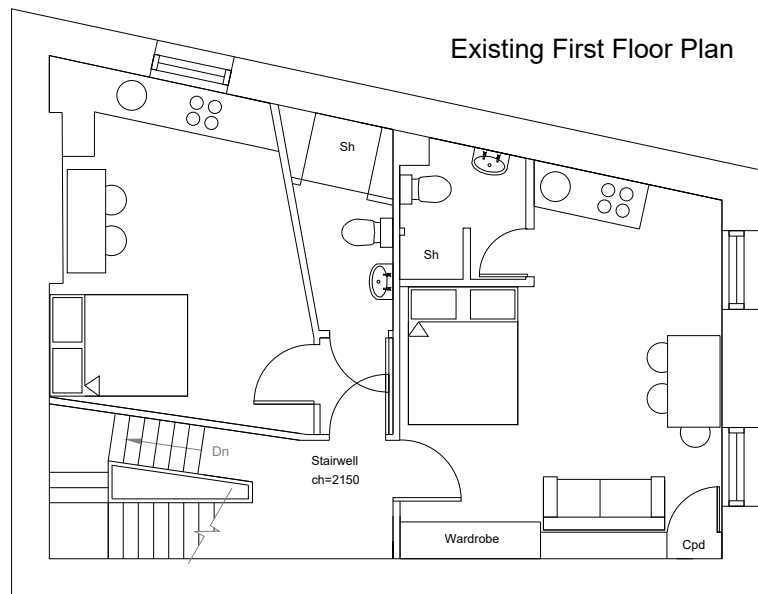 Existing First Floor Plan
Sh
Sh
Dn
Stairwell
ch=2150
Wardrobe
Cpd